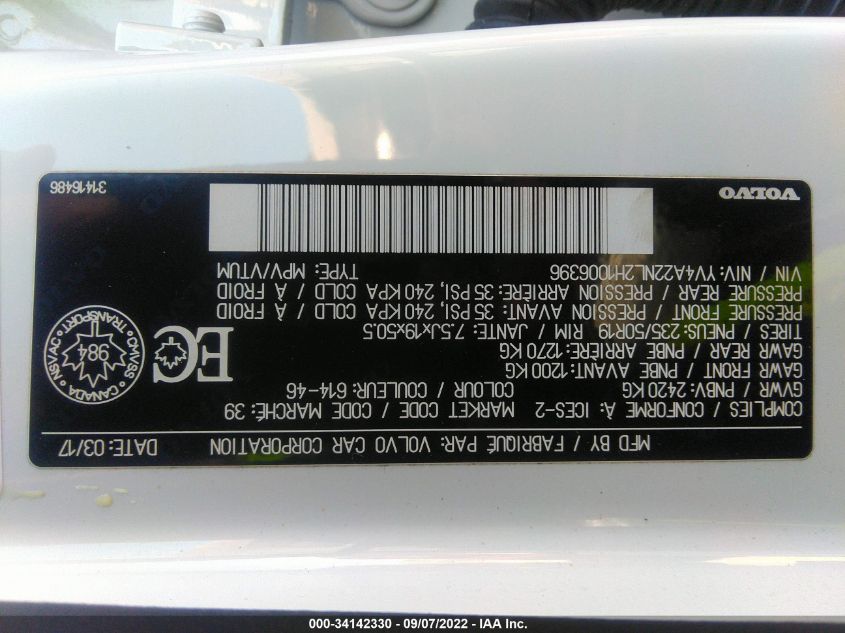 MFD BY / FABRIQUÉ PAR: VOLVO CAR CORPORATION DATE: 03/17
COMPLIES / CONFORME À: ICES-2 MARKET CODE / CODE MARCHÉ: 39
GVWR / PNBV: 2420 KG COLOUR / COULEUR: 614-46
GAWR FRONT / PNBE AVANT: 1200 KG
GAWR REAR / PNBE ARRIÈRE: 1270 KG
TIRES / PNEUS: 235/50R19 / RIM / JANTE: 7.5Jx19x50.5
PRESSURE FRONT / PRESSION AVANT: 35 PSI, 240 KPA COLD / À FROID
PRESSURE REAR / PRESSION ARRIÈRE: 35 PSI, 240 KPA COLD / À FROID
VIN / NIV: YV4A22NL2H1006396 TYPE: MPV/VTUM
EC
984
CMVSS · TRANSPORT · NSVAC · CANADA
VOLVO
31416486
000-34142330 - 09/07/2022 - IAA Inc.